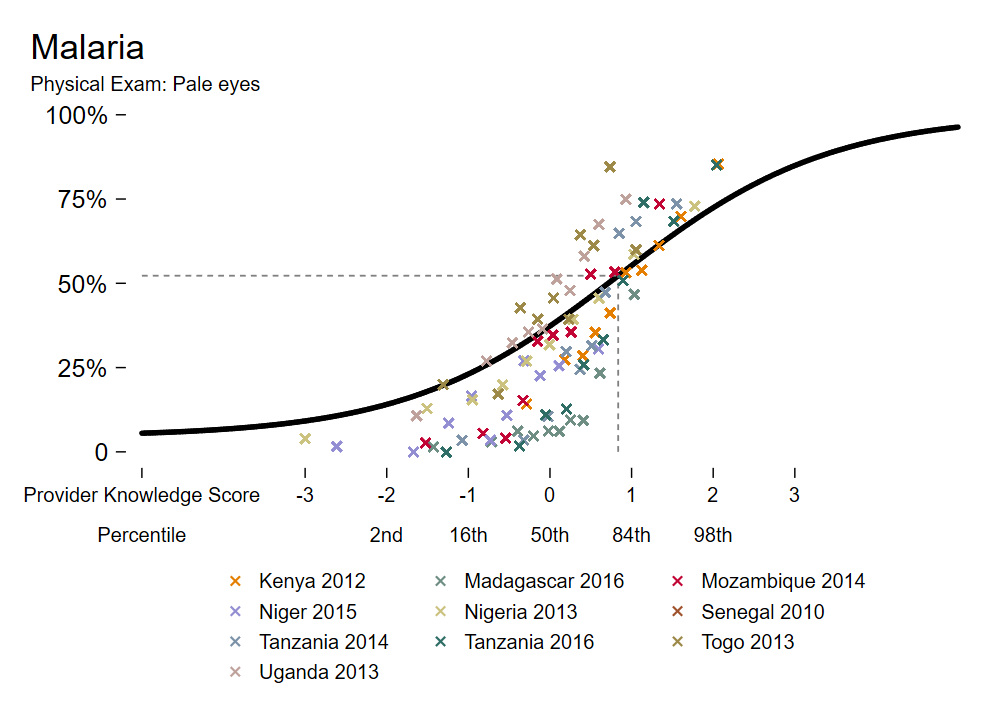 Malaria
Physical Exam: Pale eyes
100%
75%
50%
25%
0
Provider Knowledge Score -3 -2 -1 0 1 2 3
Percentile 2nd 16th 50th 84th 98th
Kenya 2012 Madagascar 2016 Mozambique 2014
Niger 2015 Nigeria 2013 Senegal 2010
Tanzania 2014 Tanzania 2016 Togo 2013
Uganda 2013